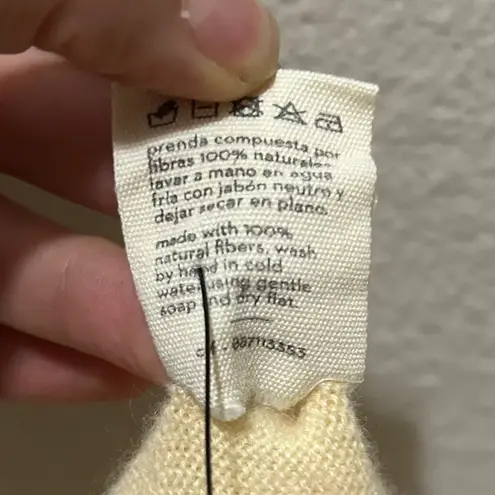 prenda compuesta por
fibras 100% naturales
lavar a mano en agua
fría con jabón neutro y
dejar secar en plano.
made with 100%
natural fibers, wash
by hand in cold
water using gentle
soap and dry flat.